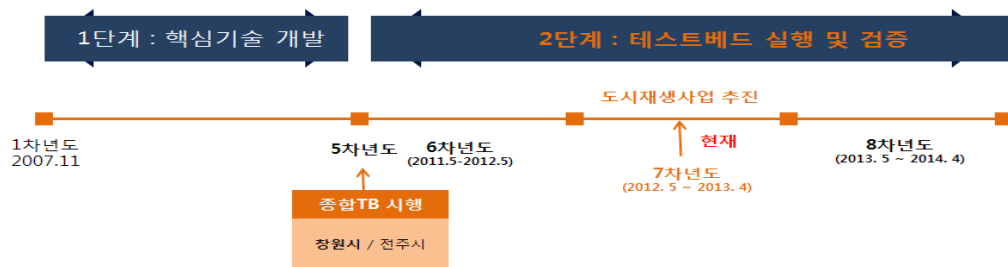 1단계 : 핵심기술 개발
2단계 : 테스트베드 실행 및 검증
도시재생사업 추진
1차년도
2007.11
5차년도
6차년도
(2011.5-2012.5)
현재
7차년도
(2012. 5 ~ 2013. 4)
8차년도
(2013. 5 ~ 2014. 4)
종합TB 시행
창원시 / 전주시